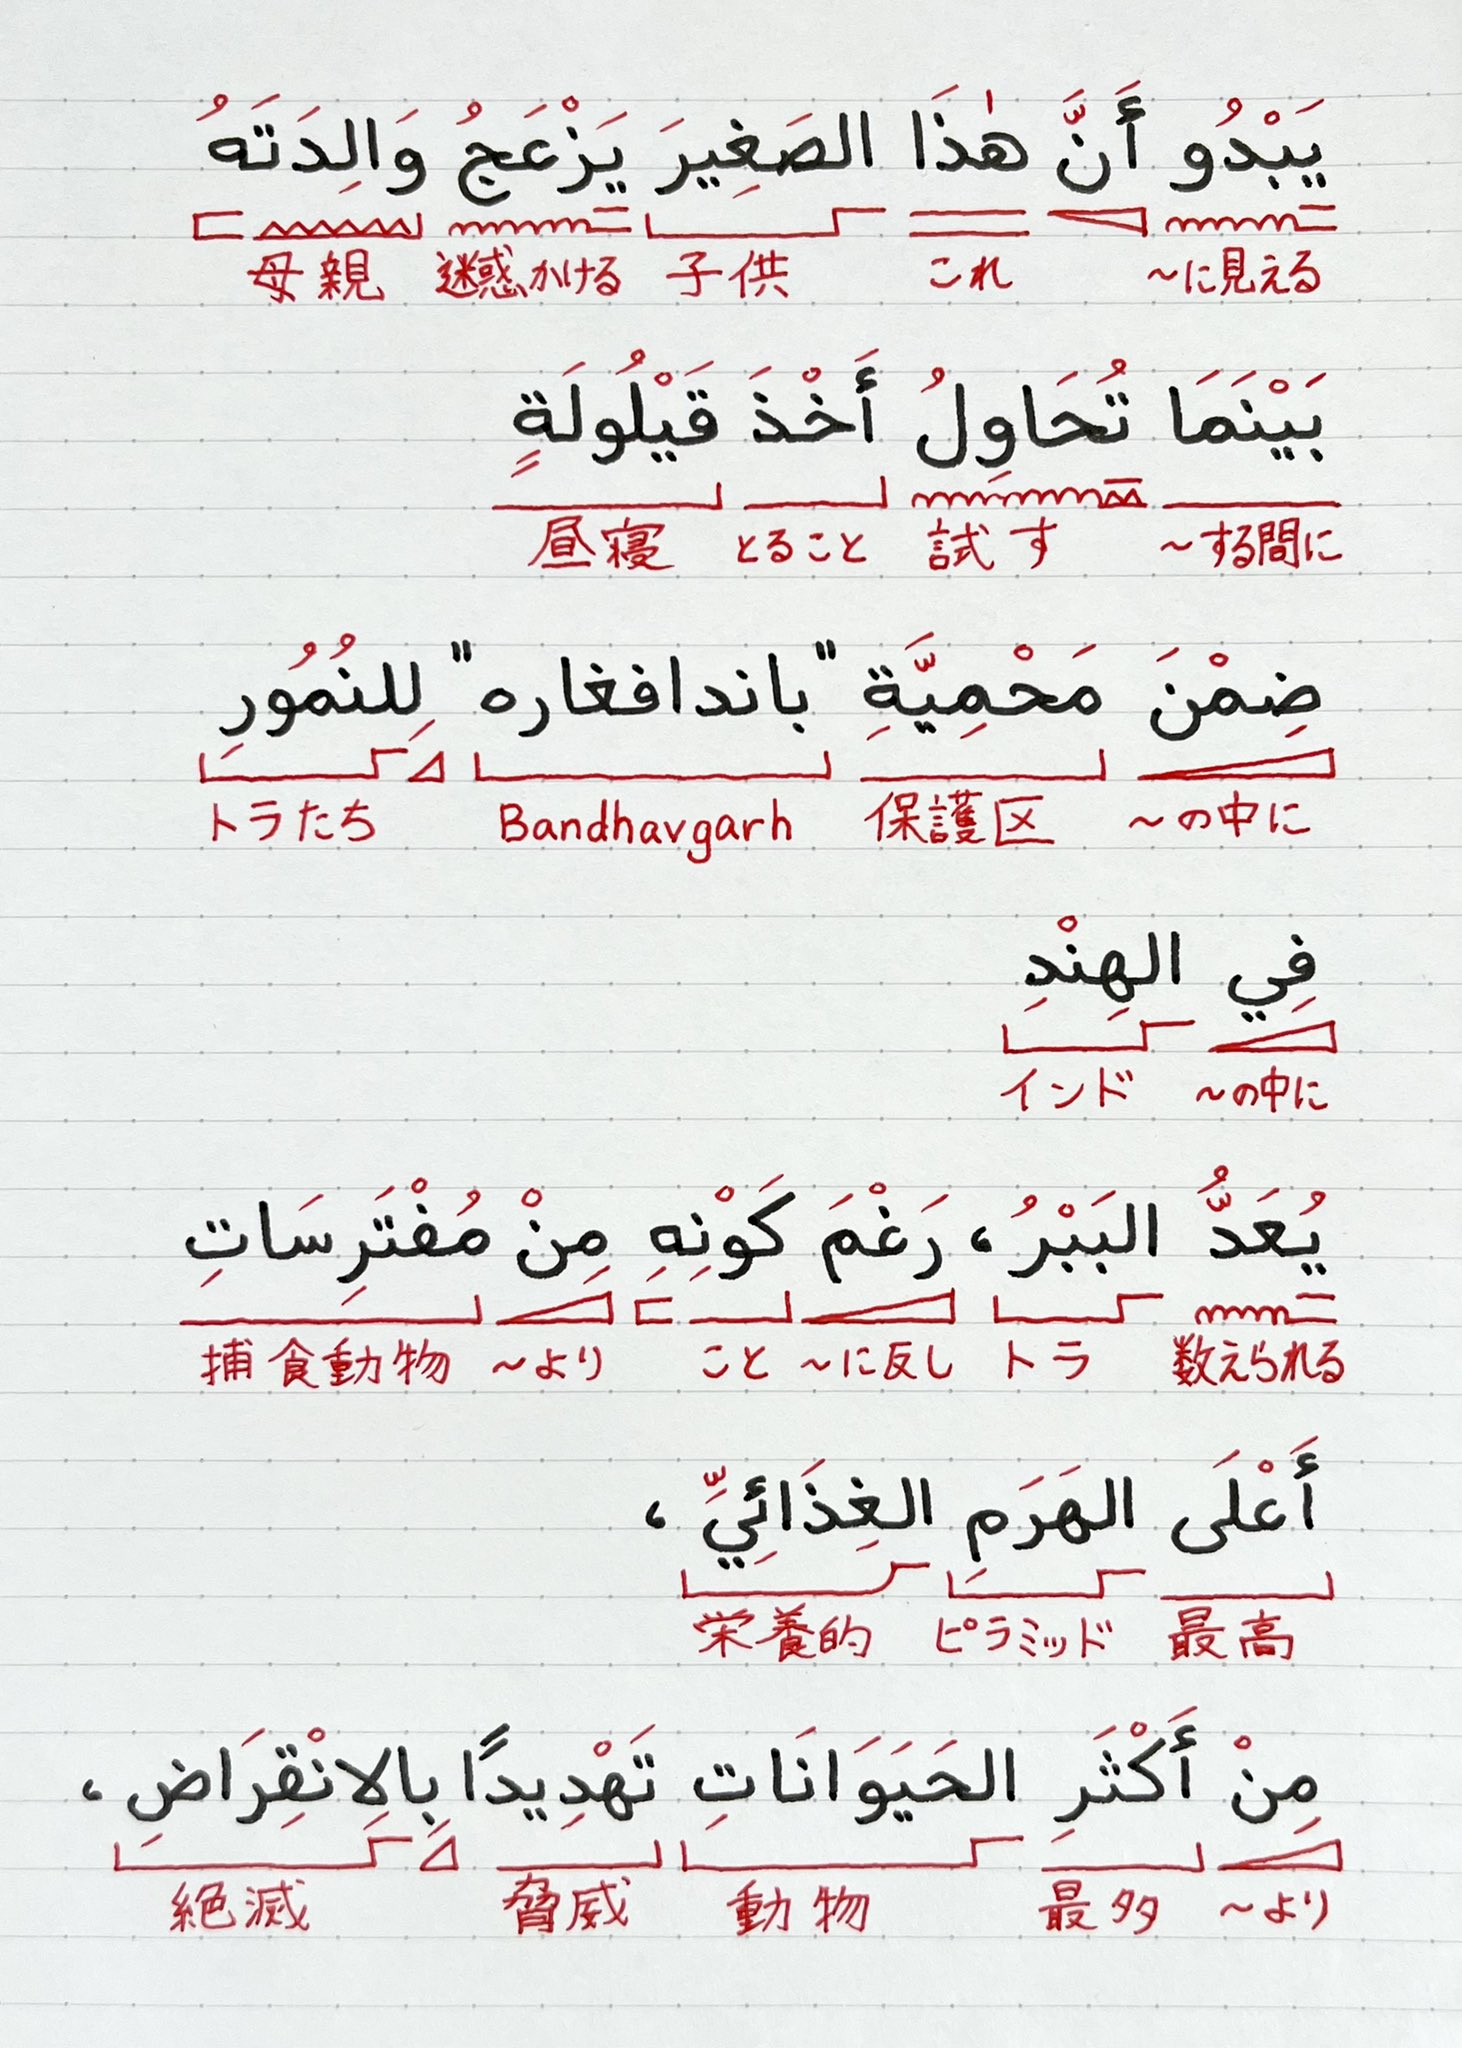 يَبْدُو أَنَّ هٰذَا الصَغِيرَ يَزْعَجُ وَالِدَتَهُ
母親 迷惑かける 子供 これ ～に見える
بَيْنَمَا تُحَاوِلُ أَخْذَ قَيْلُولَةٍ
昼寝 とること 試す ～する間に
ضِمْنَ مَحْمِيَّةِ "باندافغاره" لِلنُمُورِ
トラたち Bandhavgarh 保護区 ～の中に
فِي الهِنْدِ
インド ～の中に
يُعَدُّ البَبْرُ، رَغْمَ كَوْنِهِ مِنْ مُفْتَرِسَاتِ
捕食動物 ～より こと ～に反し トラ 数えられる
أَعْلَى الهَرَمِ الغِذَائِيِّ،
栄養的 ピラミッド 最高
مِنْ أَكْثَرِ الحَيَوَانَاتِ تَهْدِيدًا بِالِانْقِرَاضِ،
絶滅 脅威 動物 最多 ～より